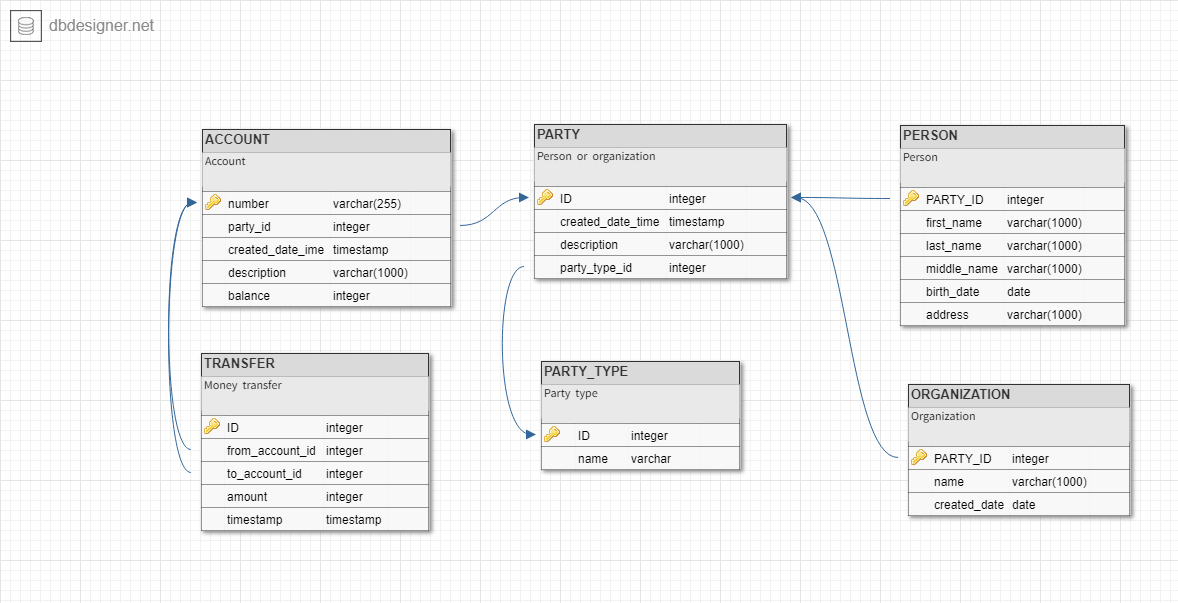 dbdesigner.net
ACCOUNT
Account
number varchar(255)
party_id integer
created_date_ime timestamp
description varchar(1000)
balance integer
PARTY
Person or organization
ID integer
created_date_time timestamp
description varchar(1000)
party_type_id integer
PERSON
Person
PARTY_ID integer
first_name varchar(1000)
last_name varchar(1000)
middle_name varchar(1000)
birth_date date
address varchar(1000)
TRANSFER
Money transfer
ID integer
from_account_id integer
to_account_id integer
amount integer
timestamp timestamp
PARTY_TYPE
Party type
ID integer
name varchar
ORGANIZATION
Organization
PARTY_ID integer
name varchar(1000)
created_date date